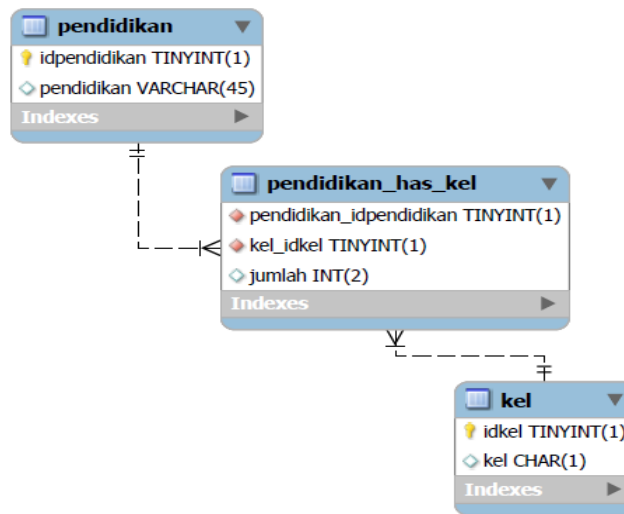 pendidikan
idpendidikan TINYINT(1)
pendidikan VARCHAR(45)
Indexes
pendidikan_has_kel
pendidikan_idpendidikan TINYINT(1)
kel_idkel TINYINT(1)
jumlah INT(2)
Indexes
kel
idkel TINYINT(1)
kel CHAR(1)
Indexes